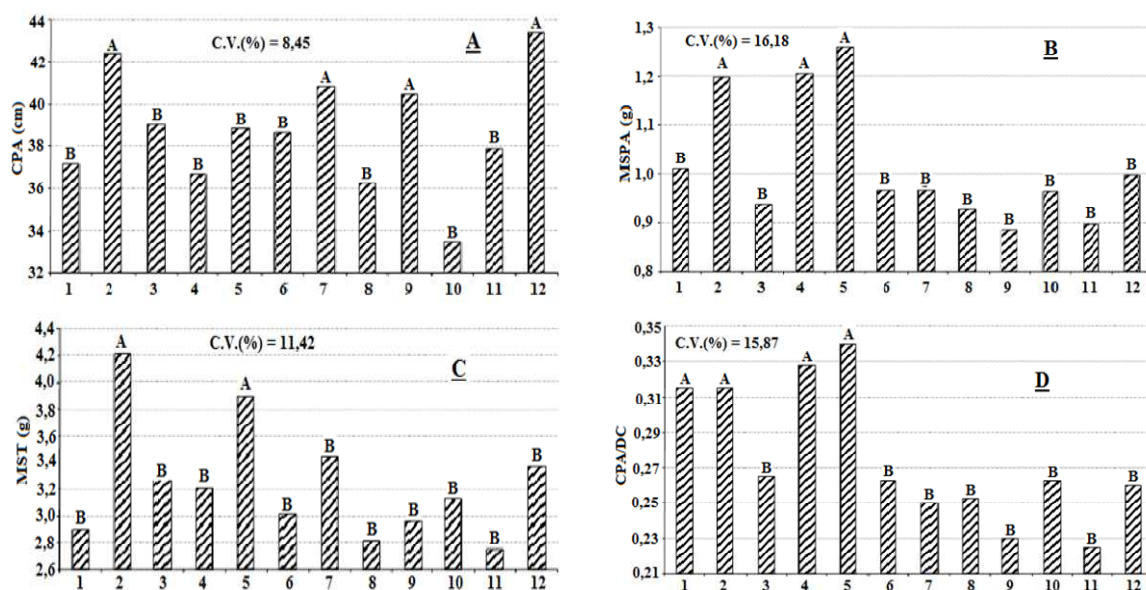 44
42
40
38
36
34
32
CPA (cm)
C.V.(%) = 8,45
A
B A B B B B A B A B B A
1 2 3 4 5 6 7 8 9 10 11 12
1,3
1,2
1,1
1,0
0,9
0,8
MSPA (g)
C.V.(%) = 16,18
B
B A B A A B B B B B B B
1 2 3 4 5 6 7 8 9 10 11 12
4,4
4,2
4,0
3,8
3,6
3,4
3,2
3,0
2,8
2,6
MST (g)
C.V.(%) = 11,42
C
B A B B A B B B B B B B
1 2 3 4 5 6 7 8 9 10 11 12
0,35
0,33
0,31
0,29
0,27
0,25
0,23
0,21
CPA/DC
C.V.(%) = 15,87
D
A A B A A B B B B B B B
1 2 3 4 5 6 7 8 9 10 11 12